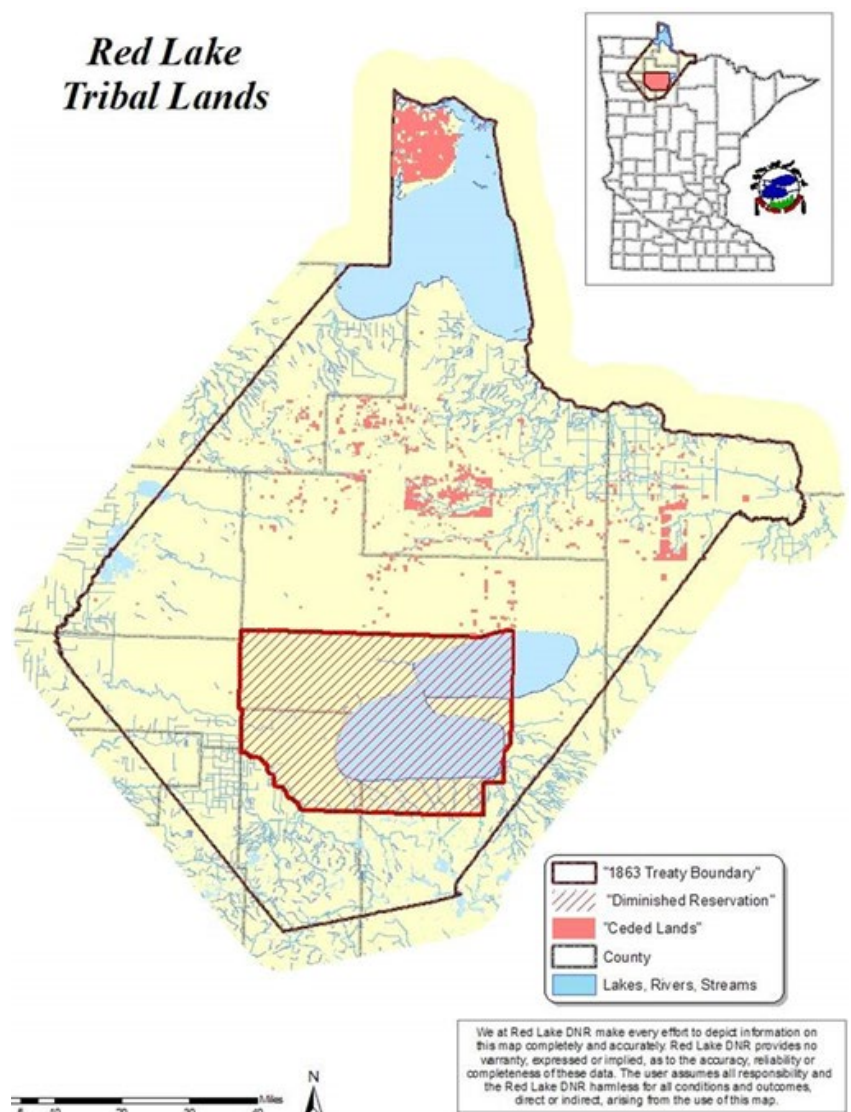 Red Lake
Tribal Lands
"1863 Treaty Boundary"
"Diminished Reservation"
"Ceded Lands"
County
Lakes, Rivers, Streams
We at Red Lake DNR make every effort to depict information on
this map completely and accurately. Red Lake DNR provides no
warranty, expressed or implied, as to the accuracy, reliability or
completeness of these data. The user assumes all responsibility and
the Red Lake DNR harmless for all conditions and outcomes,
direct or indirect, arising from the use of this map.
N
Miles